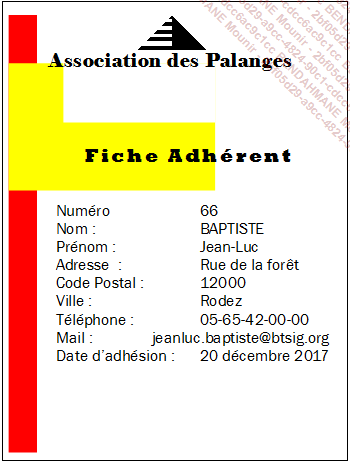 Association des Palanges
Fiche Adhérent
Numéro 66
Nom : BAPTISTE
Prénom : Jean-Luc
Adresse : Rue de la forêt
Code Postal : 12000
Ville : Rodez
Téléphone : 05-65-42-00-00
Mail : jeanluc.baptiste@btsig.org
Date d’adhésion : 20 décembre 2017